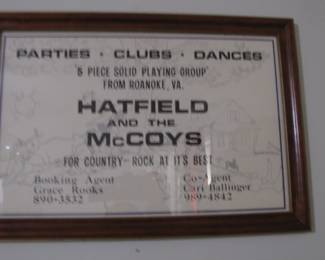 PARTIES · CLUBS · DANCES
"5 PIECE SOLID PLAYING GROUP"
FROM ROANOKE, VA.
HATFIELD
AND THE
McCOYS
FOR COUNTRY-ROCK AT IT'S BEST
Booking Agent Co-Agent
Grace Rooks Carl Ballinger
890-3532 989-4842